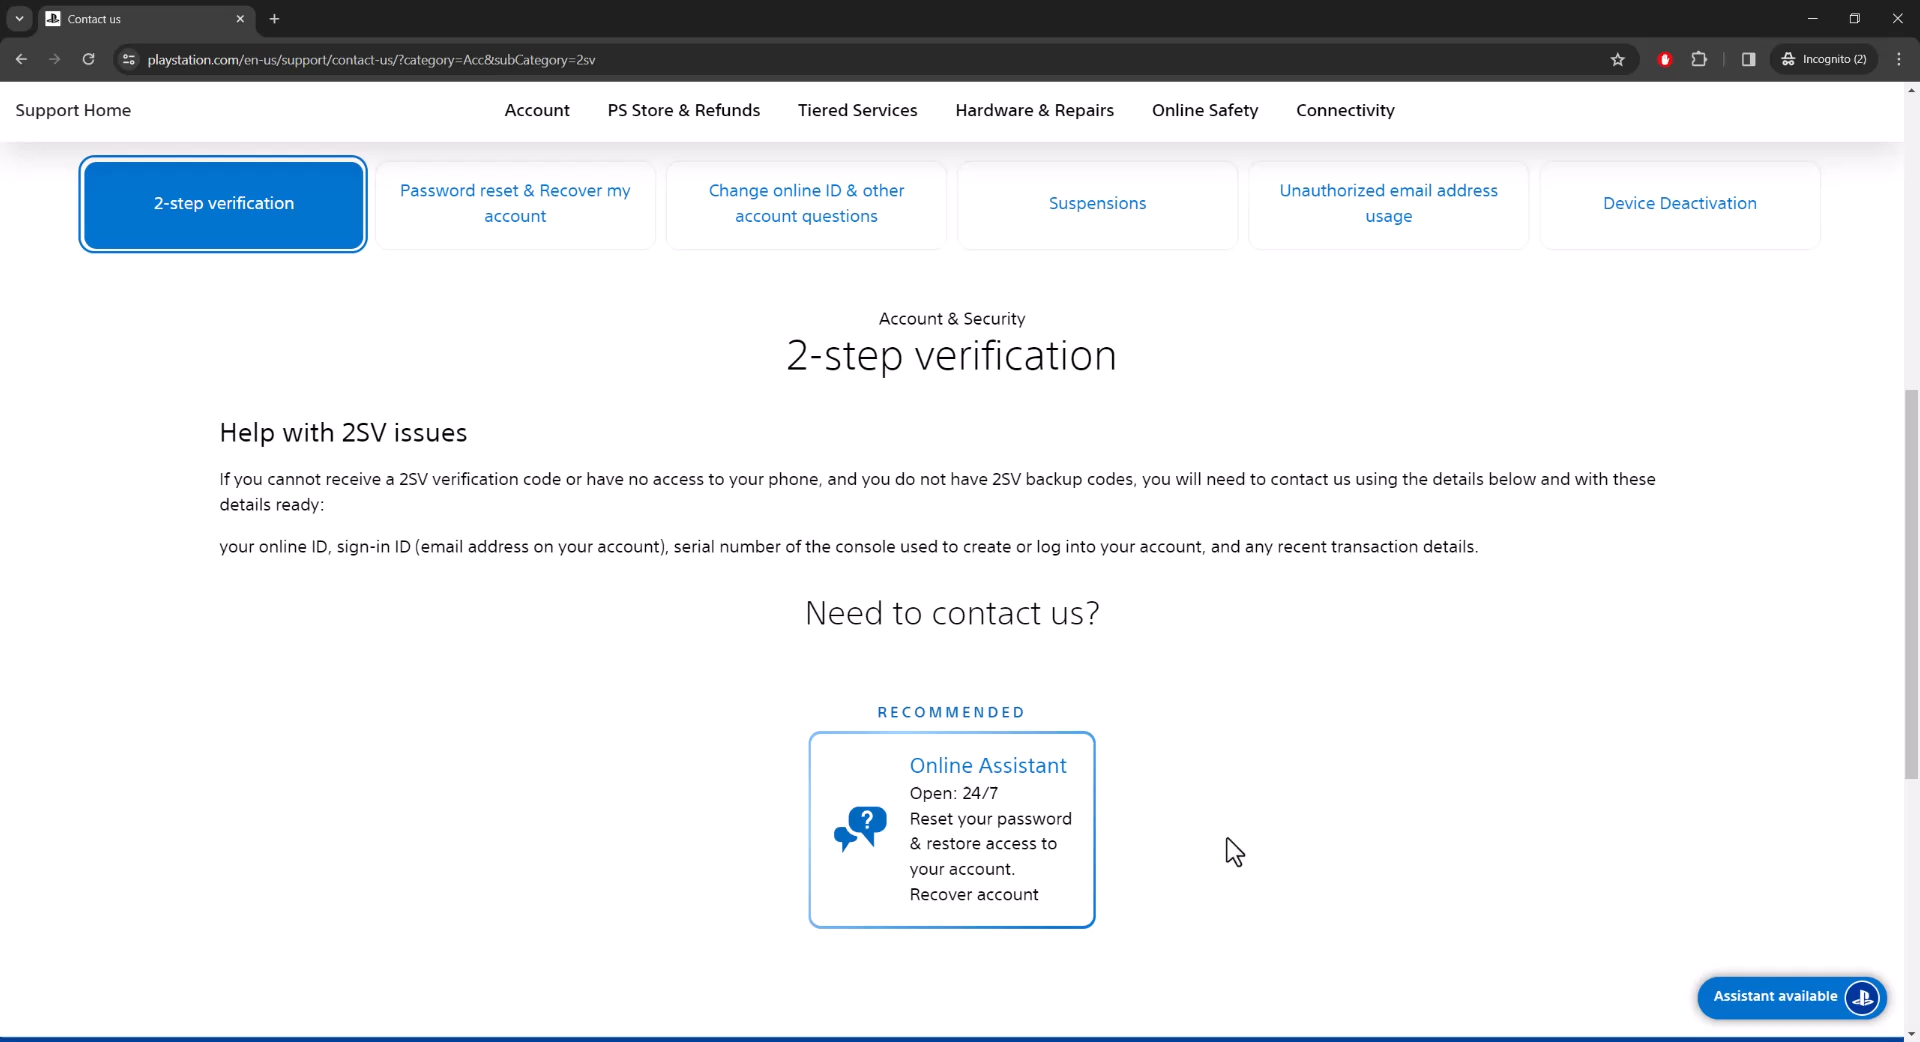 Contact us
playstation.com/en-us/support/contact-us/?category=Acc&subCategory=2sv
Incognito (2)
Support Home
Account
PS Store & Refunds
Tiered Services
Hardware & Repairs
Online Safety
Connectivity
2-step verification
Password reset & Recover my
account
Change online ID & other
account questions
Suspensions
Unauthorized email address
usage
Device Deactivation
Account & Security
2-step verification
Help with 2SV issues
If you cannot receive a 2SV verification code or have no access to your phone, and you do not have 2SV backup codes, you will need to contact us using the details below and with these
details ready:
your online ID, sign-in ID (email address on your account), serial number of the console used to create or log into your account, and any recent transaction details.
Need to contact us?
RECOMMENDED
Online Assistant
Open: 24/7
Reset your password
& restore access to
your account.
Recover account
Assistant available